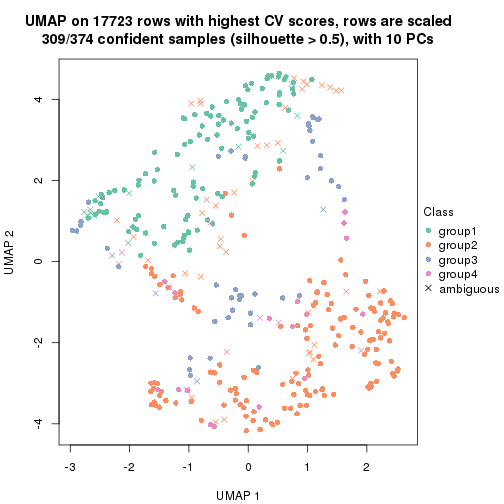 UMAP on 17723 rows with highest CV scores, rows are scaled
309/374 confident samples (silhouette > 0.5), with 10 PCs
4
2
0
-2
-4
UMAP 2
-3 -2 -1 0 1 2
UMAP 1
Class
group1
group2
group3
group4
ambiguous